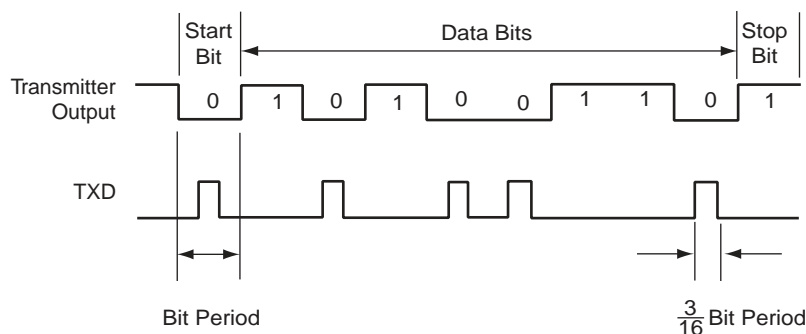 Start
Bit
Data Bits
Stop
Bit
Transmitter
Output
0 1 0 1 0 0 1 1 0 1
TXD
Bit Period
3/16 Bit Period